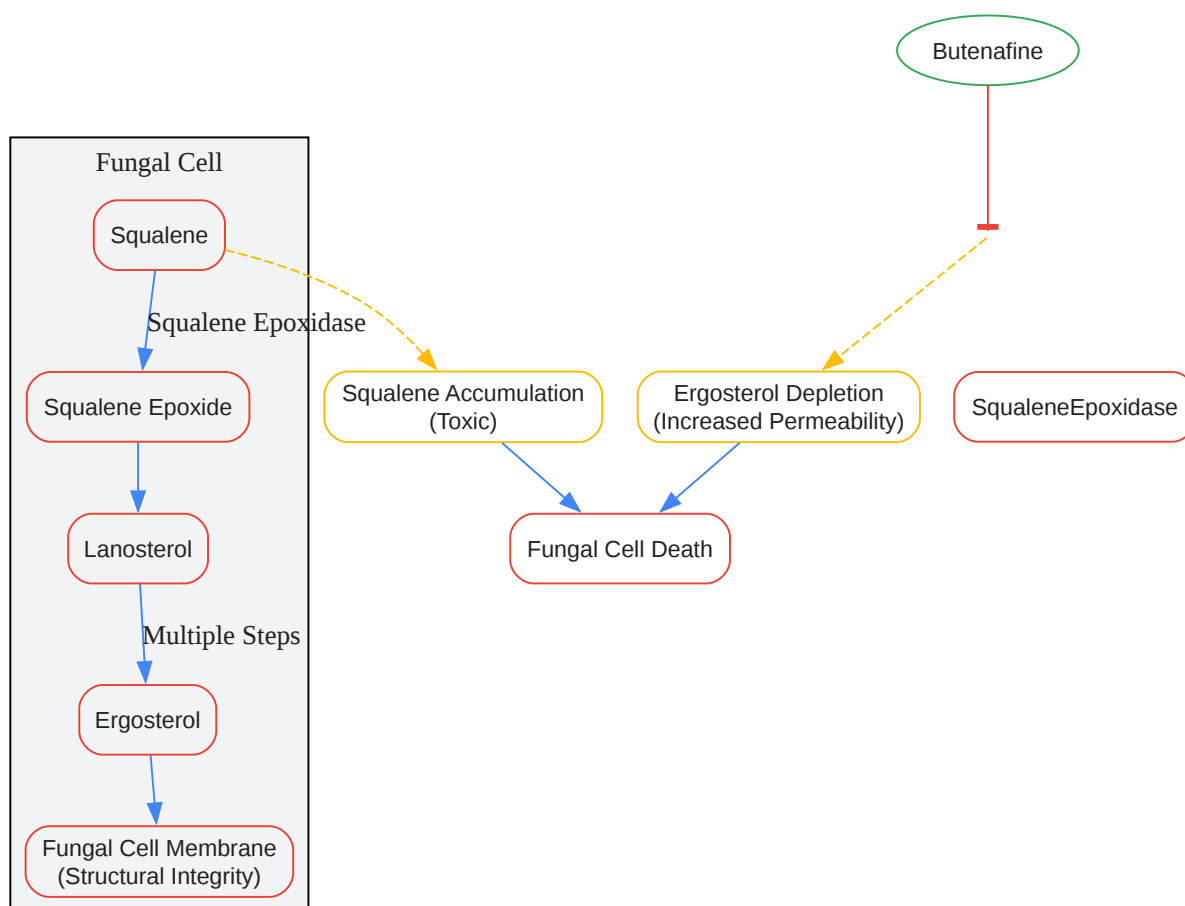 Butenafine
Fungal Cell
Squalene
Squalene Epoxidase
Squalene Epoxide
Squalene Accumulation
(Toxic)
Ergosterol Depletion
(Increased Permeability)
SqualeneEpoxidase
Lanosterol
Fungal Cell Death
Multiple Steps
Ergosterol
Fungal Cell Membrane
(Structural Integrity)